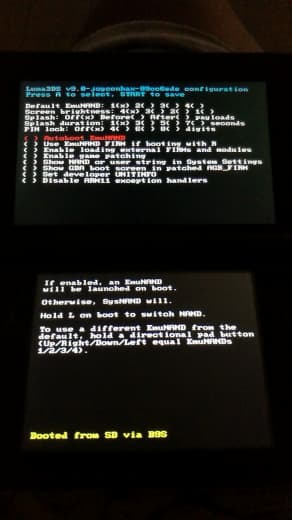 Press A to select, START to save
Default EmuNAND: 1(x) 2( ) 3( ) 4( )
Screen brightness: 4(x) 3( ) 2( ) 1( )
Splash: Off(x) Before( ) After( ) payloads
Splash duration: 1(x) 3( ) 5( ) 7( ) seconds
PIN lock: Off(x) 4( ) 6( ) 8( ) digits
( ) Autoboot EmuNAND
( ) Use EmuNAND FIRM if booting with R
( ) Enable loading external FIRMs and modules
( ) Enable game patching
( ) Show NAND or user string in System Settings
( ) Show GBA boot screen in patched AGB_FIRM
( ) Set developer UNITINFO
( ) Disable ARM11 exception handlers
If enabled, an EmuNAND
will be launched on boot.
Otherwise, SysNAND will.
Hold L on boot to switch NAND.
To use a different EmuNAND from the
default, hold a directional pad button
(Up/Right/Down/Left equal EmuNANDs
1/2/3/4).
Booted from SD via B9S